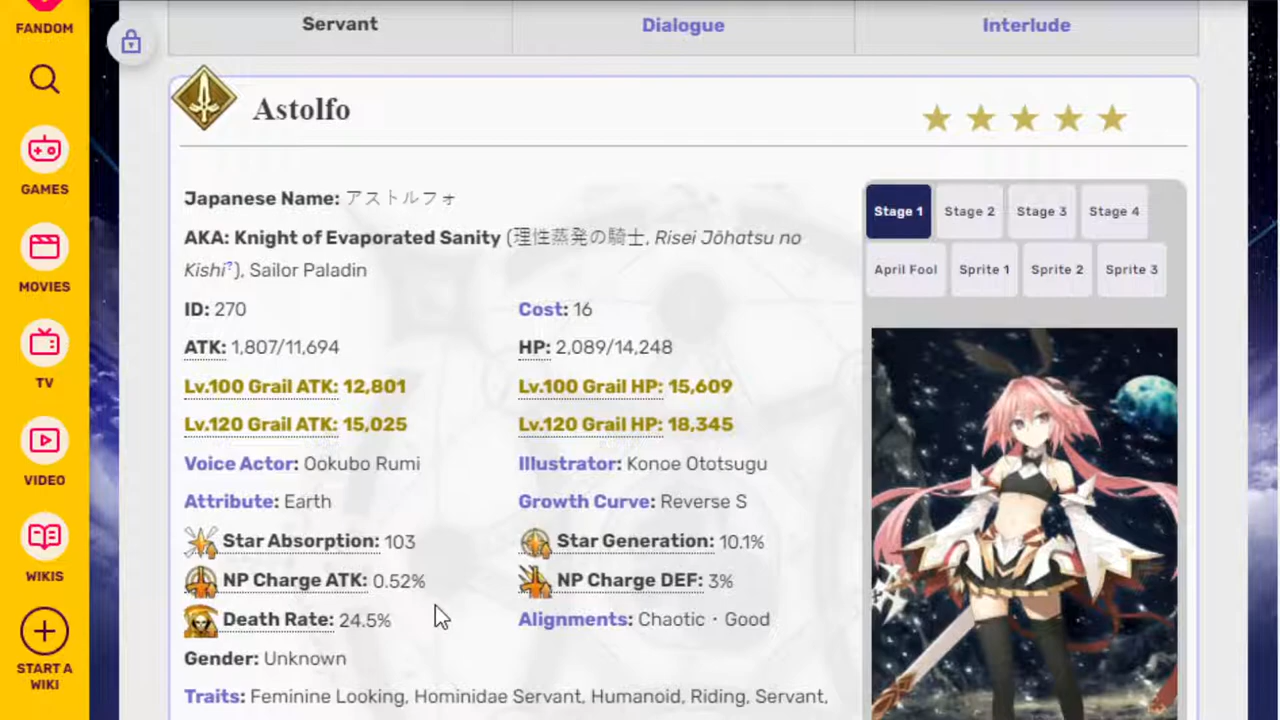 FANDOM
GAMES
MOVIES
TV
VIDEO
WIKIS
START A
WIKI
Servant
Dialogue
Interlude
Astolfo
Japanese Name: アストルフォ
AKA: Knight of Evaporated Sanity (理性蒸発の騎士, Risei Jōhatsu no
Kishi?), Sailor Paladin
ID: 270
Cost: 16
ATK: 1,807/11,694
HP: 2,089/14,248
Lv.100 Grail ATK: 12,801
Lv.100 Grail HP: 15,609
Lv.120 Grail ATK: 15,025
Lv.120 Grail HP: 18,345
Voice Actor: Ookubo Rumi
Illustrator: Konoe Ototsugu
Attribute: Earth
Growth Curve: Reverse S
Star Absorption: 103
Star Generation: 10.1%
NP Charge ATK: 0.52%
NP Charge DEF: 3%
Death Rate: 24.5%
Alignments: Chaotic・Good
Gender: Unknown
Traits: Feminine Looking, Hominidae Servant, Humanoid, Riding, Servant,
Stage 1
Stage 2
Stage 3
Stage 4
April Fool
Sprite 1
Sprite 2
Sprite 3